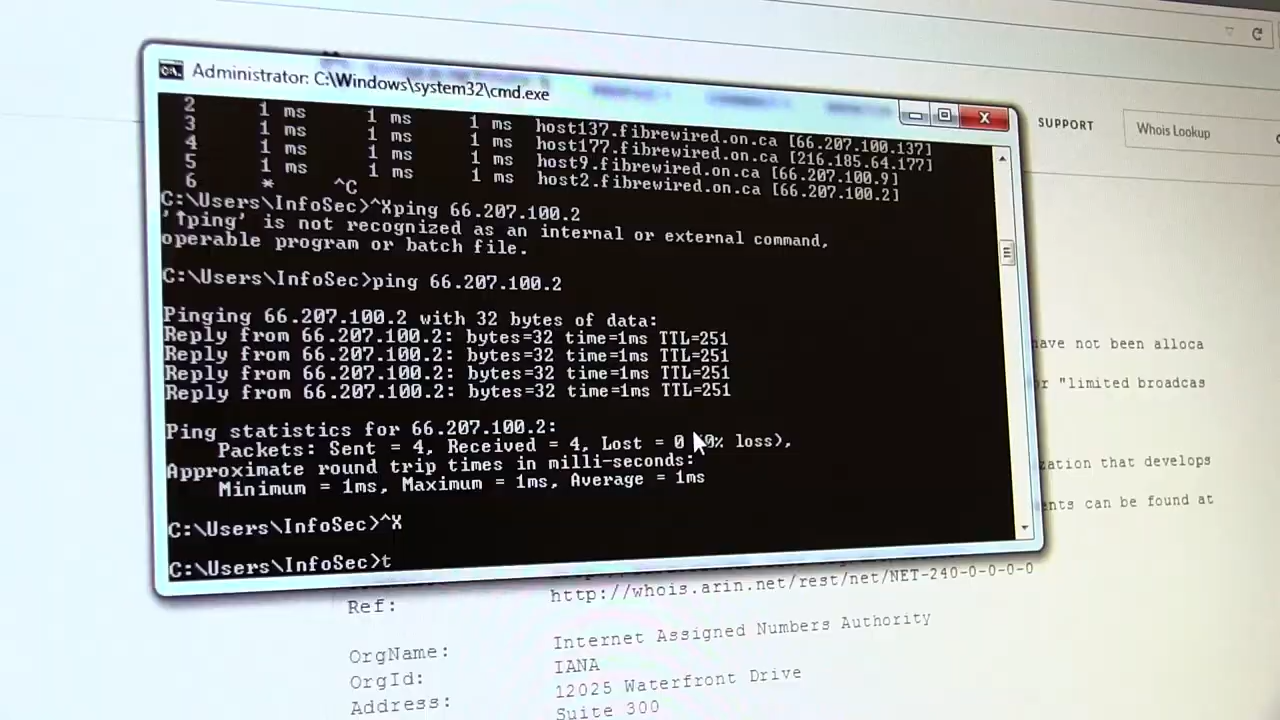 Administrator: C:\Windows\system32\cmd.exe
2 1 ms 1 ms 1 ms host137.fibrewired.on.ca [66.207.100.137]
3 1 ms 1 ms 1 ms host177.fibrewired.on.ca [216.185.64.177]
4 1 ms 1 ms 1 ms host9.fibrewired.on.ca [66.207.100.9]
5 1 ms 1 ms 1 ms host2.fibrewired.on.ca [66.207.100.2]
6 * ^C
C:\Users\InfoSec>^Xping 66.207.100.2
'↑ping' is not recognized as an internal or external command,
operable program or batch file.
C:\Users\InfoSec>ping 66.207.100.2
Pinging 66.207.100.2 with 32 bytes of data:
Reply from 66.207.100.2: bytes=32 time=1ms TTL=251
Reply from 66.207.100.2: bytes=32 time=1ms TTL=251
Reply from 66.207.100.2: bytes=32 time=1ms TTL=251
Reply from 66.207.100.2: bytes=32 time=1ms TTL=251
Ping statistics for 66.207.100.2:
Packets: Sent = 4, Received = 4, Lost = 0 0% loss),
Approximate round trip times in milli-seconds:
Minimum = 1ms, Maximum = 1ms, Average = 1ms
C:\Users\InfoSec>^X
C:\Users\InfoSec>t
SUPPORT
Whois Lookup
have not been alloca
or "limited broadcas
zation that develops
ents can be found at
Ref: http://whois.arin.net/rest/net/NET-240-0-0-0-0
OrgName: Internet Assigned Numbers Authority
OrgId: IANA
Address: 12025 Waterfront Drive
Suite 300